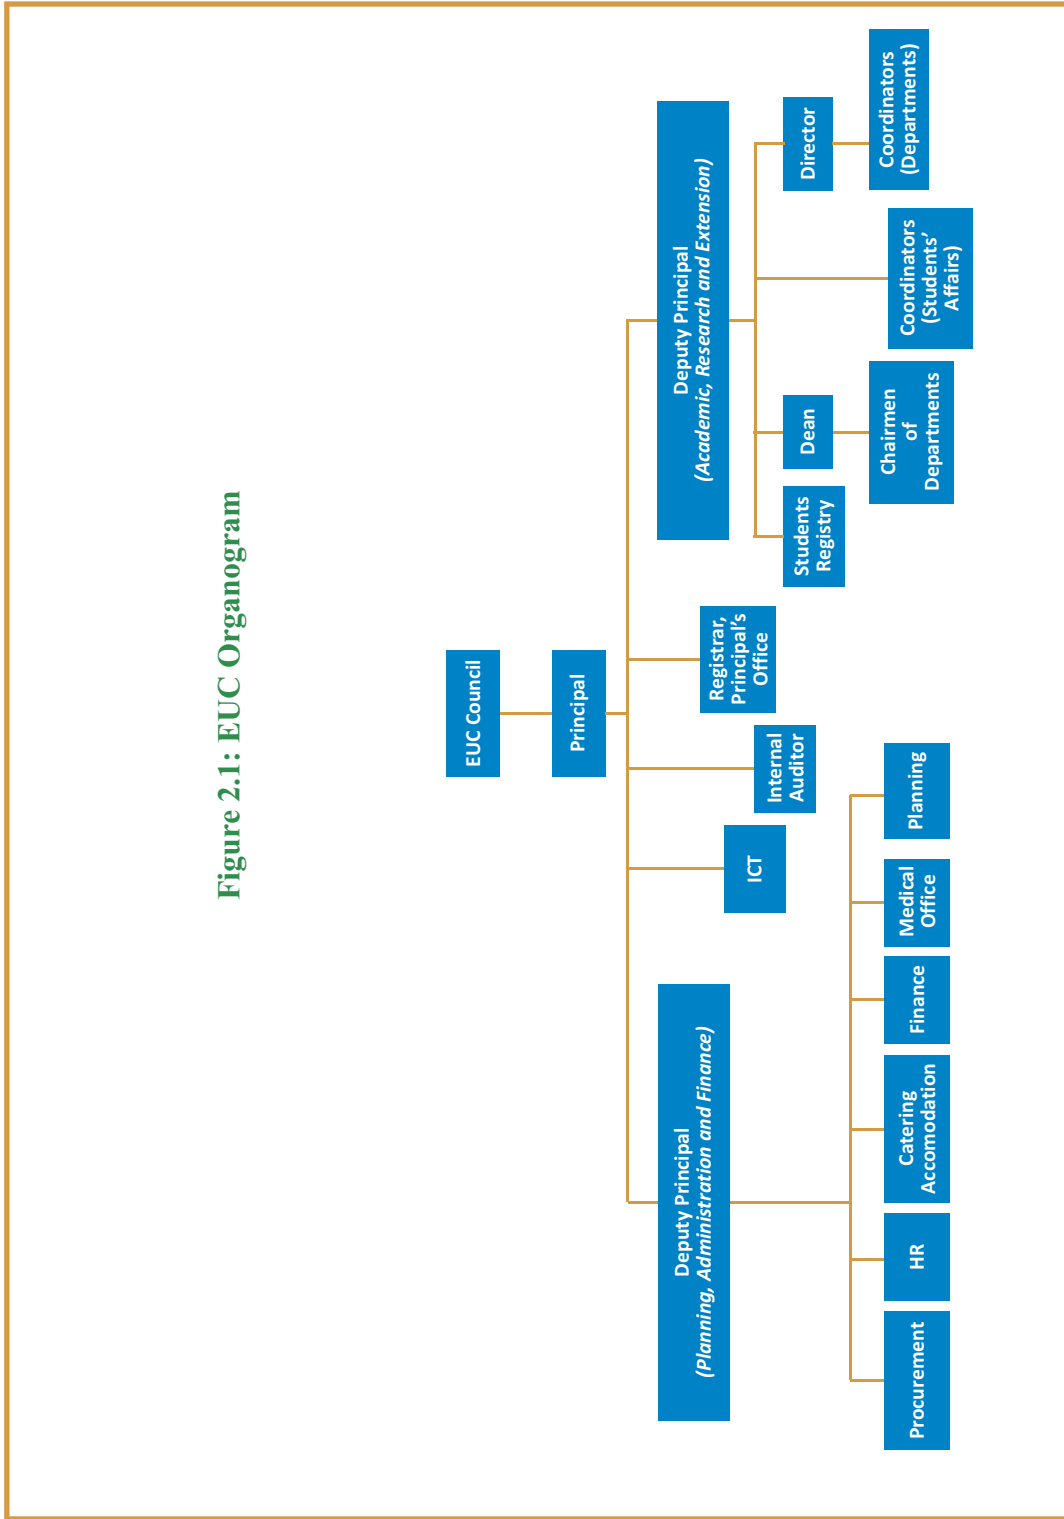 Figure 2.1: EUC Organogram
EUC Council
Principal
Deputy Principal
(Planning, Administration and Finance)
ICT
Internal
Auditor
Registrar,
Principal’s
Office
Deputy Principal
(Academic, Research and Extension)
Procurement
HR
Catering
Accomodation
Finance
Medical
Office
Planning
Students
Registry
Dean
Director
Chairmen
of
Departments
Coordinators
(Students’
Affairs)
Coordinators
(Departments)